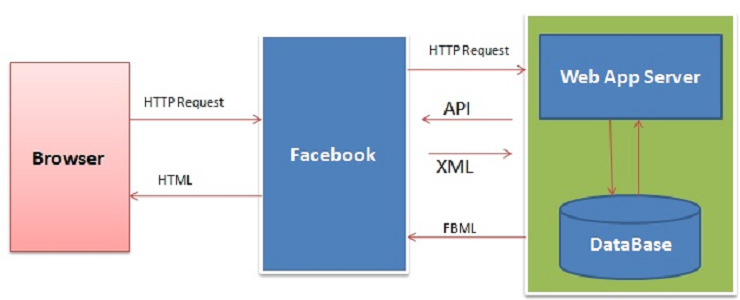 HTTP Request
Web App Server
HTTP Request
API
Browser
Facebook
XML
HTML
FBML
DataBase